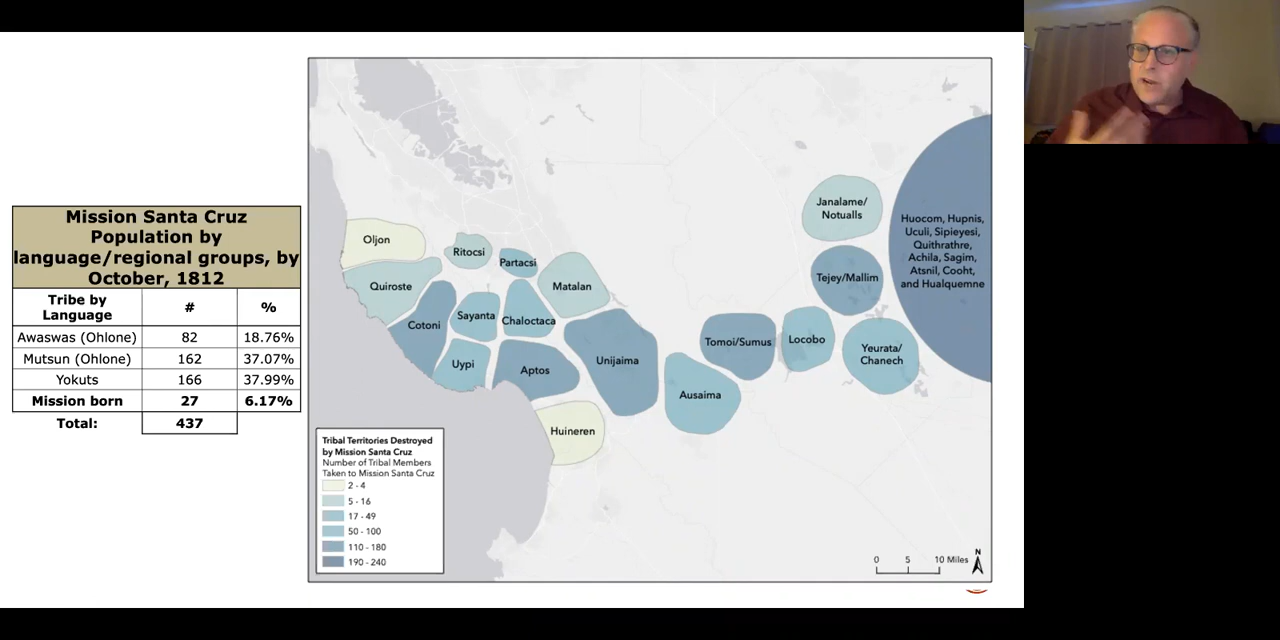 Mission Santa Cruz
Population by
language/regional groups, by
October, 1812
Tribe by
Language
#
%
Awaswas (Ohlone) 82 18.76%
Mutsun (Ohlone) 162 37.07%
Yokuts 166 37.99%
Mission born 27 6.17%
Total: 437
Oljon
Ritocsi
Partacsi
Quiroste
Matalan
Cotoni
Sayanta
Chaloctaca
Uypi
Aptos
Unijaima
Huineren
Ausaima
Tomoi/Sumus
Locobo
Janalame/
Notualls
Tejey/Mallim
Yeurata/
Chanech
Huocom, Hupnis,
Uculi, Sipieyesi,
Quithrathre,
Achila, Sagim,
Atsnil, Cooht,
and Hualquemne
Tribal Territories Destroyed
by Mission Santa Cruz
Number of Tribal Members
Taken to Mission Santa Cruz
2 - 4
5 - 16
17 - 49
50 - 100
110 - 180
190 - 240
0 5 10 Miles
N